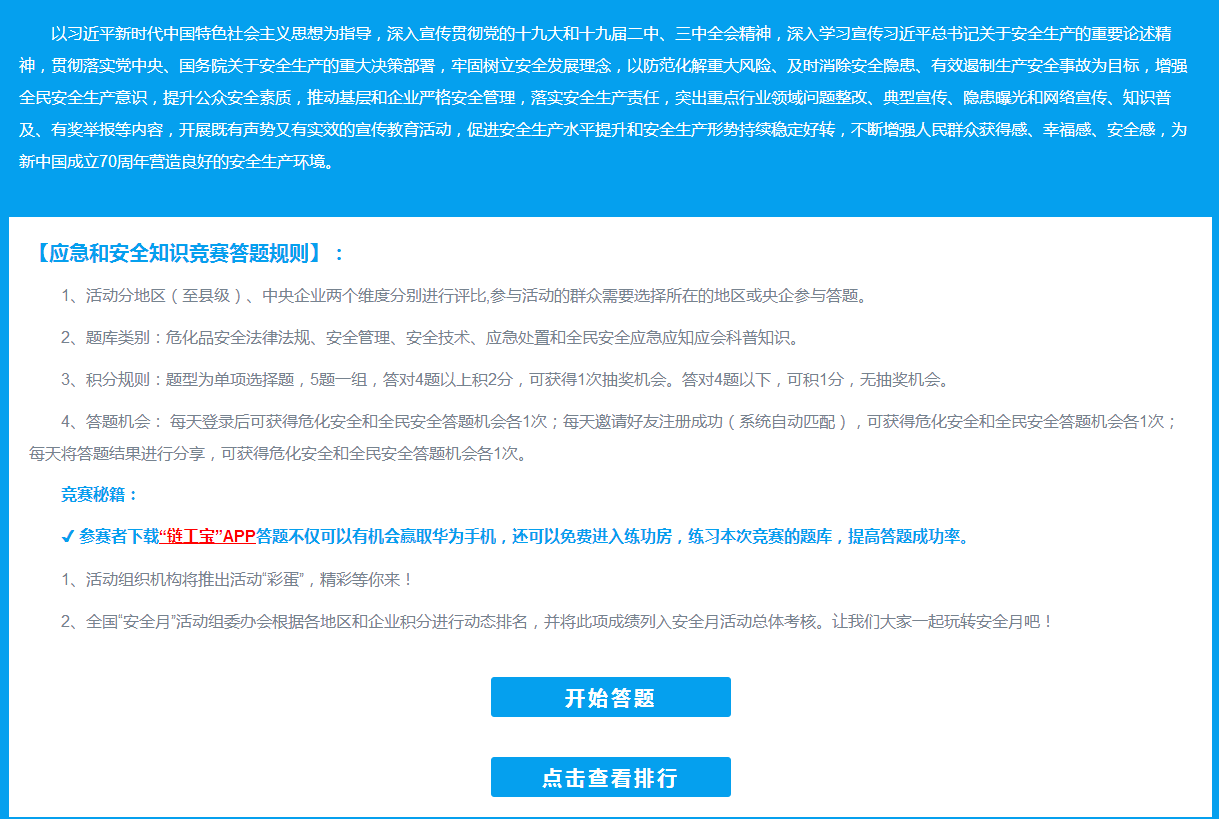 以习近平新时代中国特色社会主义思想为指导，深入宣传贯彻党的十九大和十九届二中、三中全会精神，深入学习宣传习近平总书记关于安全生产的重要论述精
神，贯彻落实党中央、国务院关于安全生产的重大决策部署，牢固树立安全发展理念，以防范化解重大风险、及时消除安全隐患、有效遏制生产安全事故为目标，增强
全民安全生产意识，提升公众安全素质，推动基层和企业严格安全管理，落实安全生产责任，突出重点行业领域问题整改、典型宣传、隐患曝光和网络宣传、知识普
及、有奖举报等内容，开展既有声势又有实效的宣传教育活动，促进安全生产水平提升和安全生产形势持续稳定好转，不断增强人民群众获得感、幸福感、安全感，为
新中国成立70周年营造良好的安全生产环境。
【应急和安全知识竞赛答题规则】：
1、活动分地区（至县级）、中央企业两个维度分别进行评比,参与活动的群众需要选择所在的地区或央企参与答题。
2、题库类别：危化品安全法律法规、安全管理、安全技术、应急处置和全民安全应急应知应会科普知识。
3、积分规则：题型为单项选择题，5题一组，答对4题以上积2分，可获得1次抽奖机会。答对4题以下，可积1分，无抽奖机会。
4、答题机会： 每天登录后可获得危化安全和全民安全答题机会各1次；每天邀请好友注册成功（系统自动匹配），可获得危化安全和全民安全答题机会各1次；
每天将答题结果进行分享，可获得危化安全和全民安全答题机会各1次。
竞赛秘籍：
✔ 参赛者下载“链工宝”APP答题不仅可以有机会赢取华为手机，还可以免费进入练功房，练习本次竞赛的题库，提高答题成功率。
1、活动组织机构将推出活动“彩蛋”，精彩等你来！
2、全国“安全月”活动组委办会根据各地区和企业积分进行动态排名，并将此项成绩列入安全月活动总体考核。让我们大家一起玩转安全月吧！
开始答题
点击查看排行